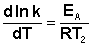 d ln k / dT = E_A / RT_2